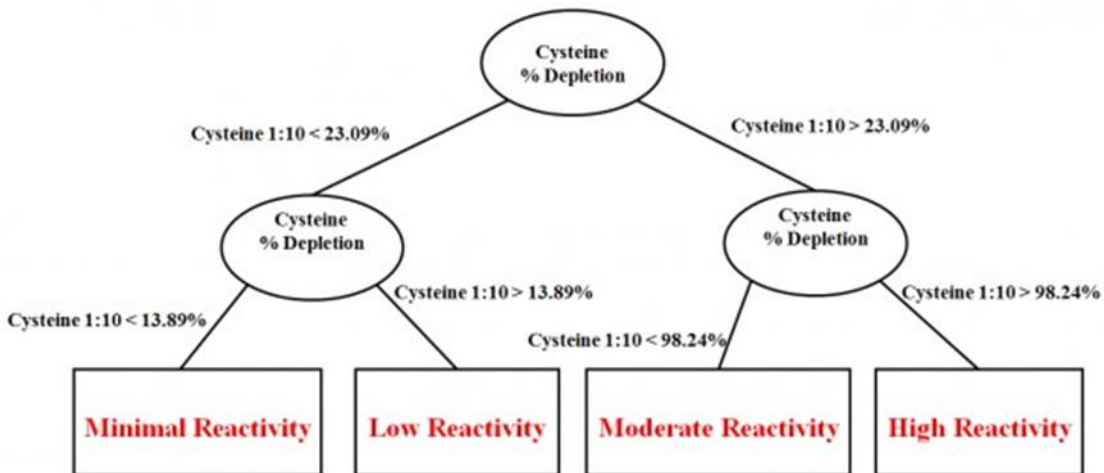 Cysteine
% Depletion
Cysteine 1:10 < 23.09%
Cysteine 1:10 > 23.09%
Cysteine
% Depletion
Cysteine
% Depletion
Cysteine 1:10 < 13.89%
Cysteine 1:10 > 13.89%
Cysteine 1:10 < 98.24%
Cysteine 1:10 > 98.24%
Minimal Reactivity
Low Reactivity
Moderate Reactivity
High Reactivity